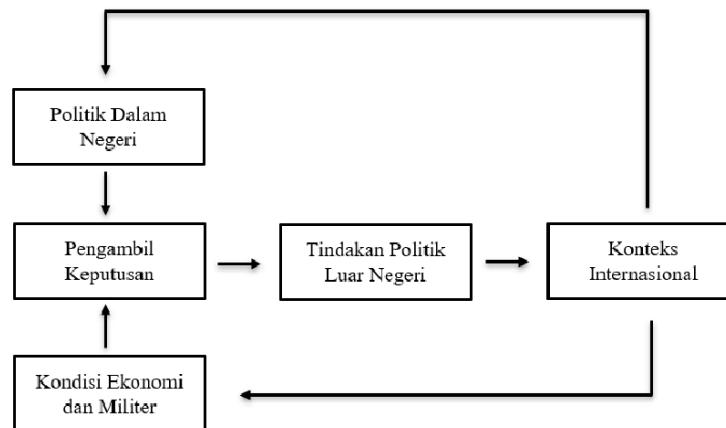 Politik Dalam
Negeri
Pengambil
Keputusan
Tindakan Politik
Luar Negeri
Konteks
Internasional
Kondisi Ekonomi
dan Militer